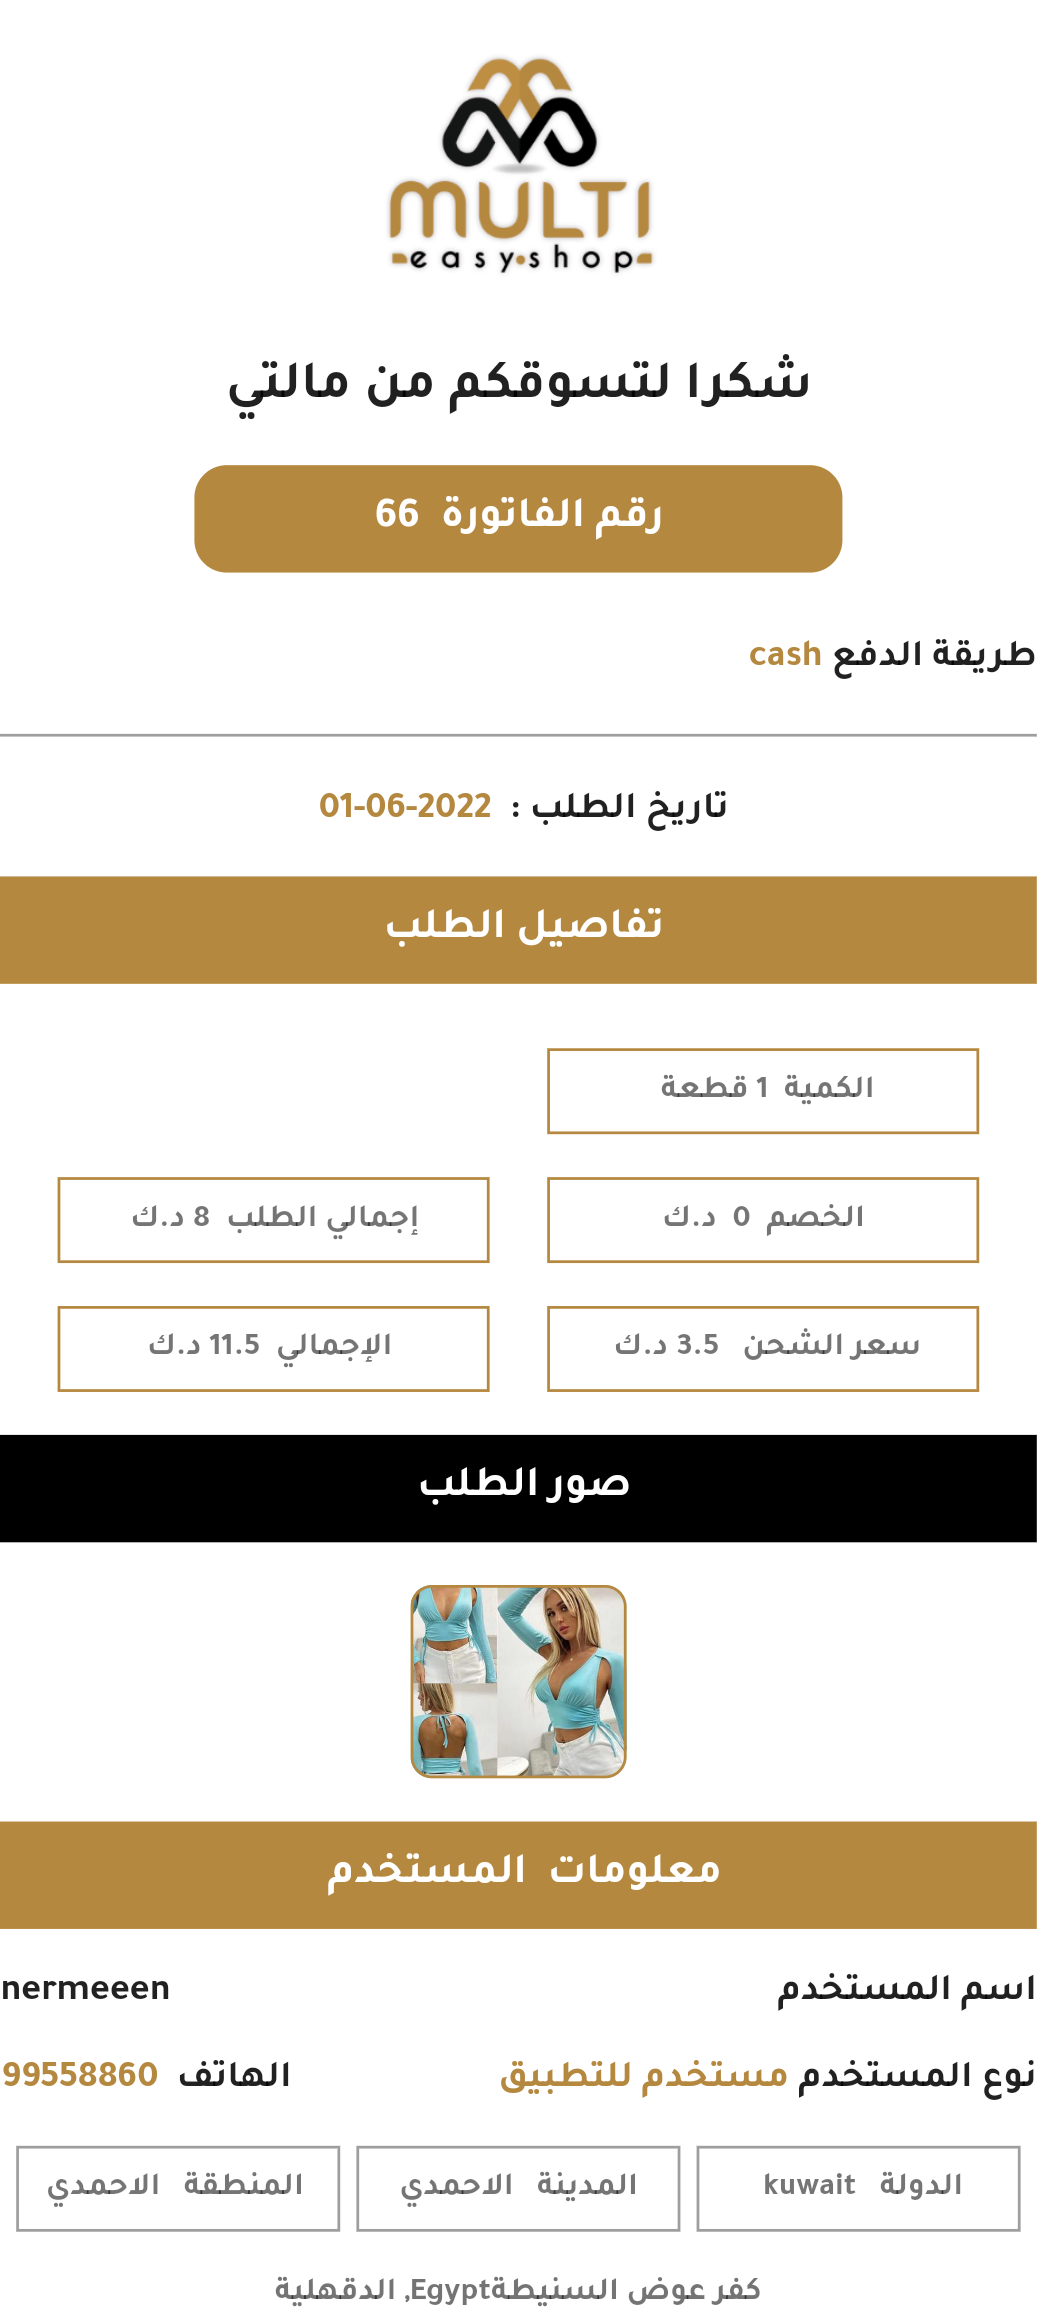 MULTI
easy.shop
شكرا لتسوقكم من مالتي
رقم الفاتورة 66
طريقة الدفع cash
تاريخ الطلب : 01-06-2022
تفاصيل الطلب
الكمية 1 قطعة
الخصم 0 د.ك إجمالي الطلب 8 د.ك
سعر الشحن 3.5 د.ك الإجمالي 11.5 د.ك
صور الطلب
معلومات المستخدم
اسم المستخدم nermeeen
نوع المستخدم مستخدم للتطبيق الهاتف 99558860
الدولة kuwait المدينة الاحمدي المنطقة الاحمدي
كفر عوض السنيطةEgypt, الدقهلية